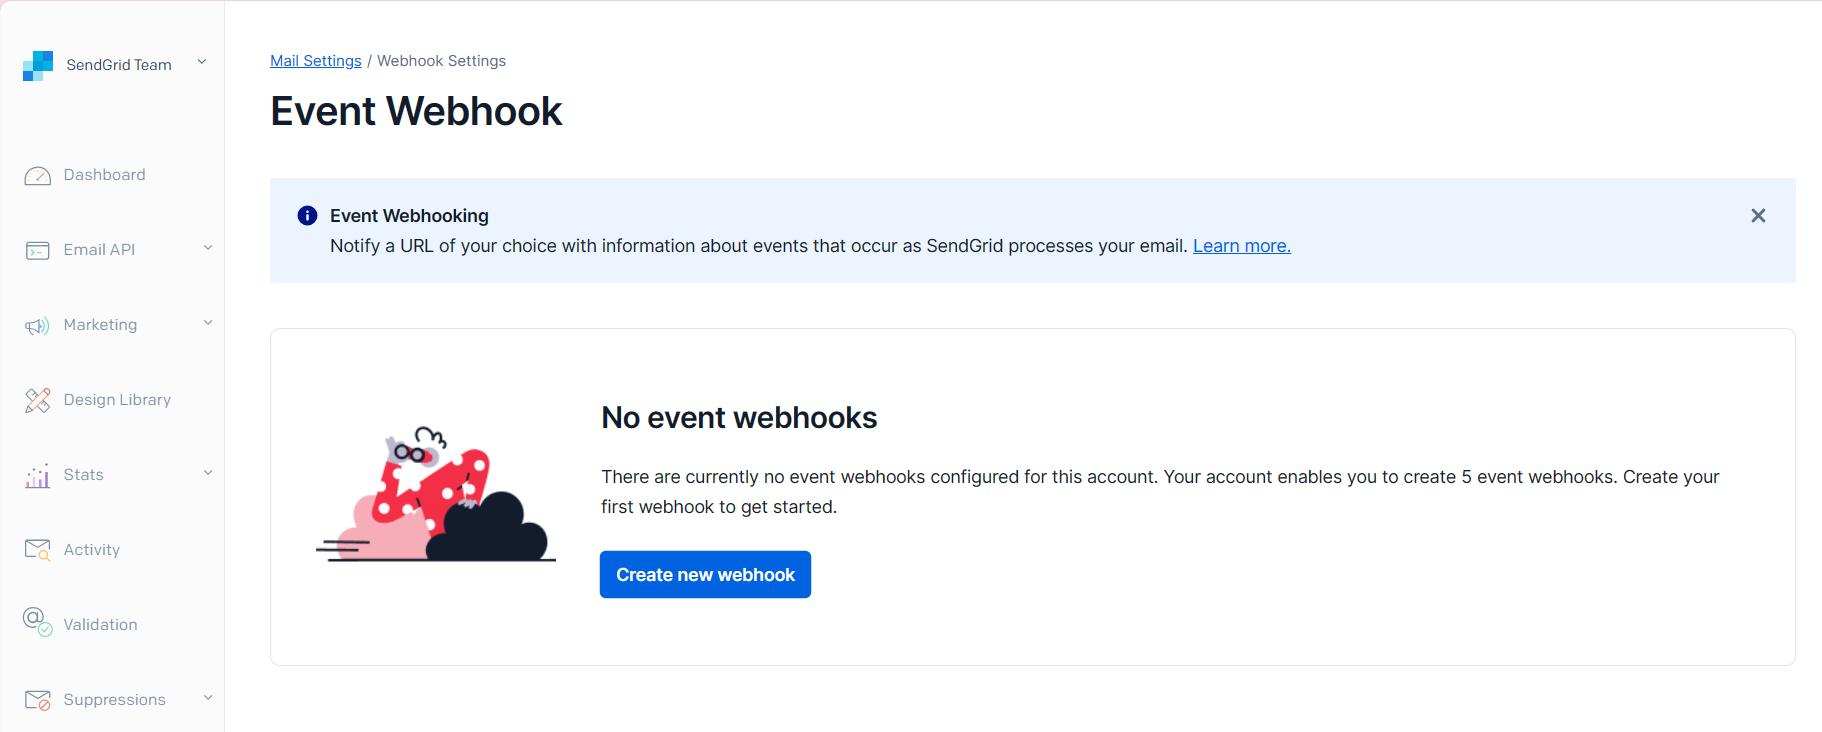 SendGrid Team
Dashboard
Email API
Marketing
Design Library
Stats
Activity
Validation
Suppressions
Mail Settings / Webhook Settings
Event Webhook
Event Webhooking
Notify a URL of your choice with information about events that occur as SendGrid processes your email. Learn more.
No event webhooks
There are currently no event webhooks configured for this account. Your account enables you to create 5 event webhooks. Create your
first webhook to get started.
Create new webhook